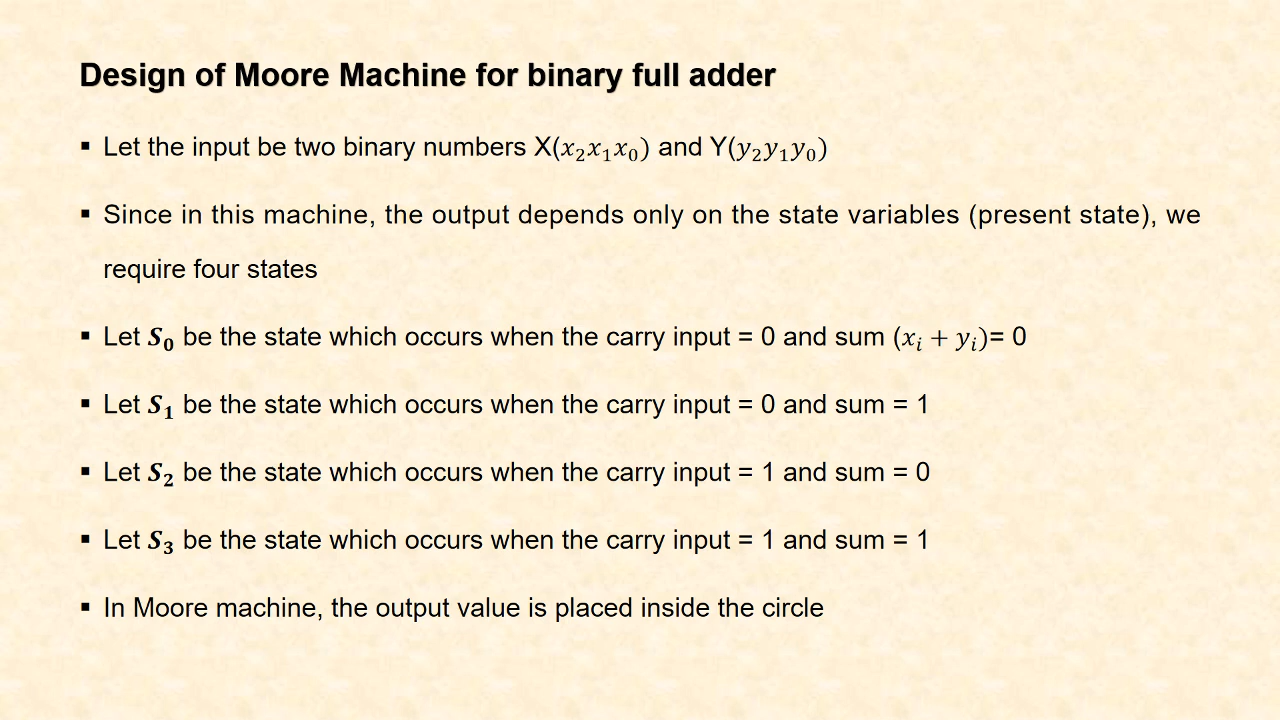 Design of Moore Machine for binary full adder
▪ Let the input be two binary numbers X(𝑥₂𝑥₁𝑥₀) and Y(𝑦₂𝑦₁𝑦₀)
▪ Since in this machine, the output depends only on the state variables (present state), we
require four states
▪ Let 𝑺₀ be the state which occurs when the carry input = 0 and sum (𝑥ᵢ + 𝑦ᵢ)= 0
▪ Let 𝑺₁ be the state which occurs when the carry input = 0 and sum = 1
▪ Let 𝑺₂ be the state which occurs when the carry input = 1 and sum = 0
▪ Let 𝑺₃ be the state which occurs when the carry input = 1 and sum = 1
▪ In Moore machine, the output value is placed inside the circle